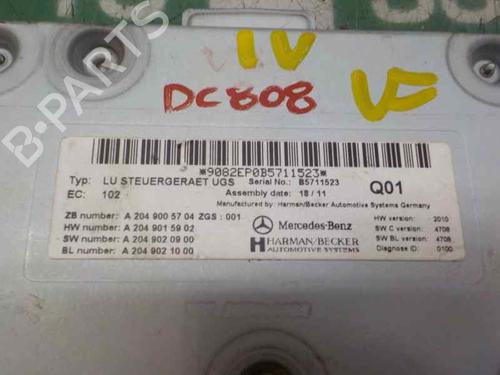 IV
DC808
VF
B-PARTS
*9082EP0B5711523*
Typ: LU STEUERGERAET UGS Serial No.: B5711523 Q01
EC: 102 Assembly date: 18 / 11
Manufactured by: Harman/Becker Automotive Systems Germany
ZB number: A 204 900 57 04 ZGS : 001
HW number: A 204 901 59 02
SW number: A 204 902 09 00
BL number: A 204 902 10 00
Mercedes-Benz
HARMAN/BECKER
AUTOMOTIVE SYSTEMS
HW version: 2010
SW C version: 4708
SW BL version: 4708
Diagnose ID: 0100